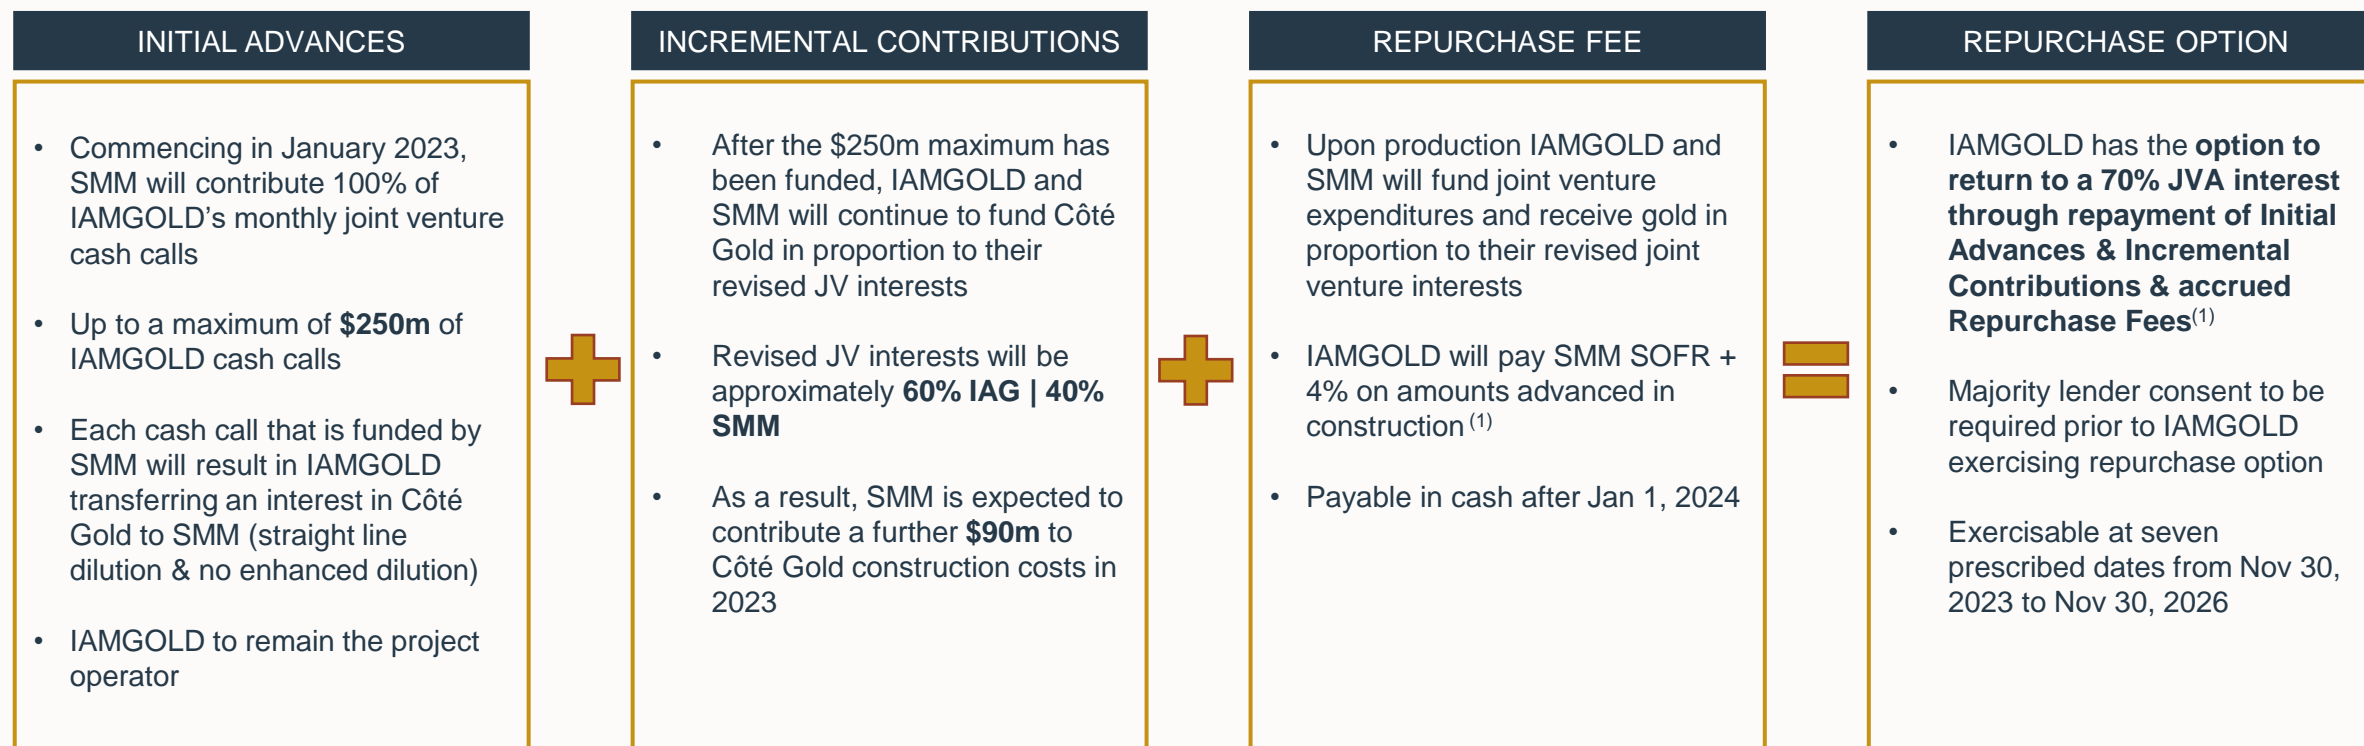 INITIAL ADVANCES
• Commencing in January 2023,
SMM will contribute 100% of
IAMGOLD’s monthly joint venture
cash calls
• Up to a maximum of $250m of
IAMGOLD cash calls
• Each cash call that is funded by
SMM will result in IAMGOLD
transferring an interest in Côté
Gold to SMM (straight line
dilution & no enhanced dilution)
• IAMGOLD to remain the project
operator
INCREMENTAL CONTRIBUTIONS
• After the $250m maximum has
been funded, IAMGOLD and
SMM will continue to fund Côté
Gold in proportion to their
revised JV interests
• Revised JV interests will be
approximately 60% IAG | 40%
SMM
• As a result, SMM is expected to
contribute a further $90m to
Côté Gold construction costs in
2023
REPURCHASE FEE
• Upon production IAMGOLD and
SMM will fund joint venture
expenditures and receive gold in
proportion to their revised joint
venture interests
• IAMGOLD will pay SMM SOFR +
4% on amounts advanced in
construction (1)
• Payable in cash after Jan 1, 2024
REPURCHASE OPTION
• IAMGOLD has the option to
return to a 70% JVA interest
through repayment of Initial
Advances & Incremental
Contributions & accrued
Repurchase Fees(1)
• Majority lender consent to be
required prior to IAMGOLD
exercising repurchase option
• Exercisable at seven
prescribed dates from Nov 30,
2023 to Nov 30, 2026